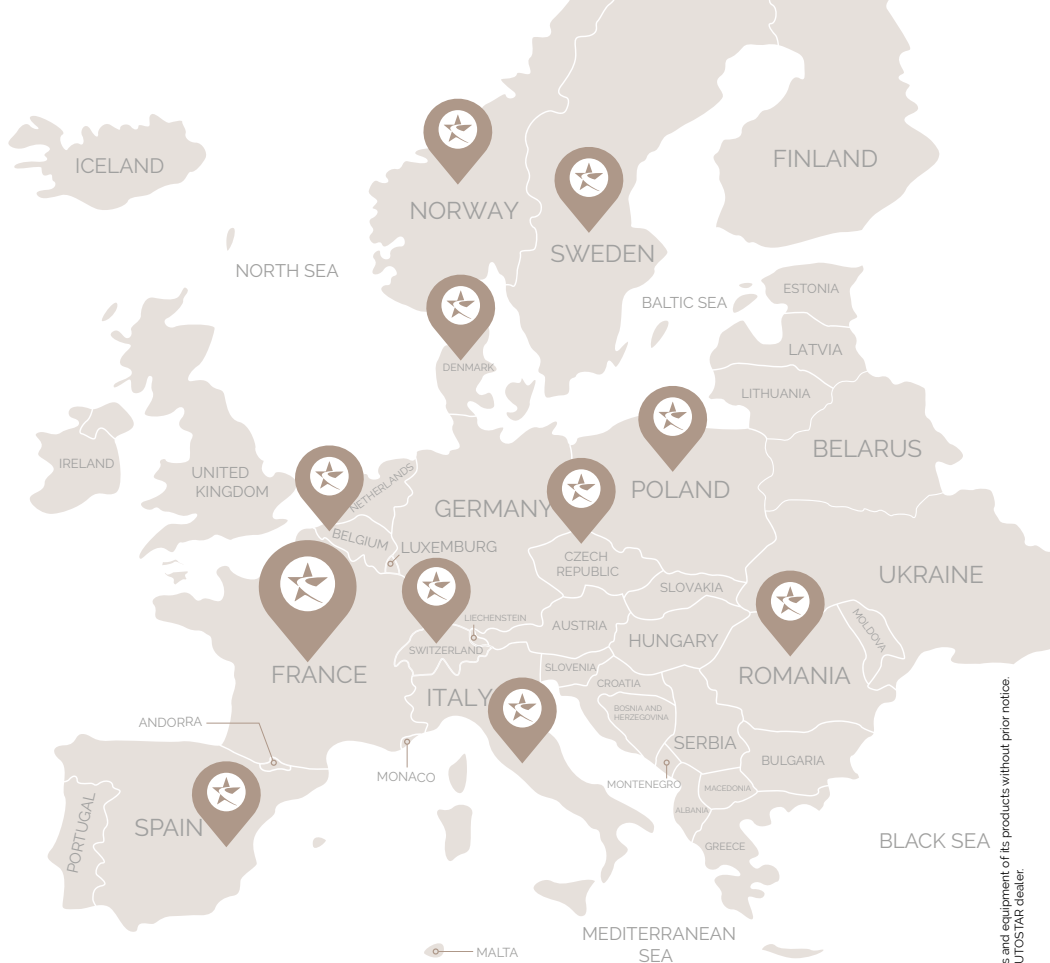 ICELAND
FINLAND
NORWAY
SWEDEN
NORTH SEA
ESTONIA
BALTIC SEA
LATVIA
DENMARK
LITHUANIA
BELARUS
IRELAND
UNITED
KINGDOM
NETHERLANDS
POLAND
GERMANY
BELGIUM
LUXEMBURG
CZECH
REPUBLIC
UKRAINE
SLOVAKIA
LIECHENSTEIN
AUSTRIA
HUNGARY
MOLDOVA
SWITZERLAND
FRANCE
SLOVENIA
ROMANIA
CROATIA
ITALY
BOSNIA AND
HERZEGOVINA
ANDORRA
SERBIA
BULGARIA
MONACO
MONTENEGRO
MACEDONIA
ALBANIA
PORTUGAL
SPAIN
GREECE
BLACK SEA
MEDITERRANEAN
SEA
MALTA
s and equipment of its products without prior notice.
UTOSTAR dealer.